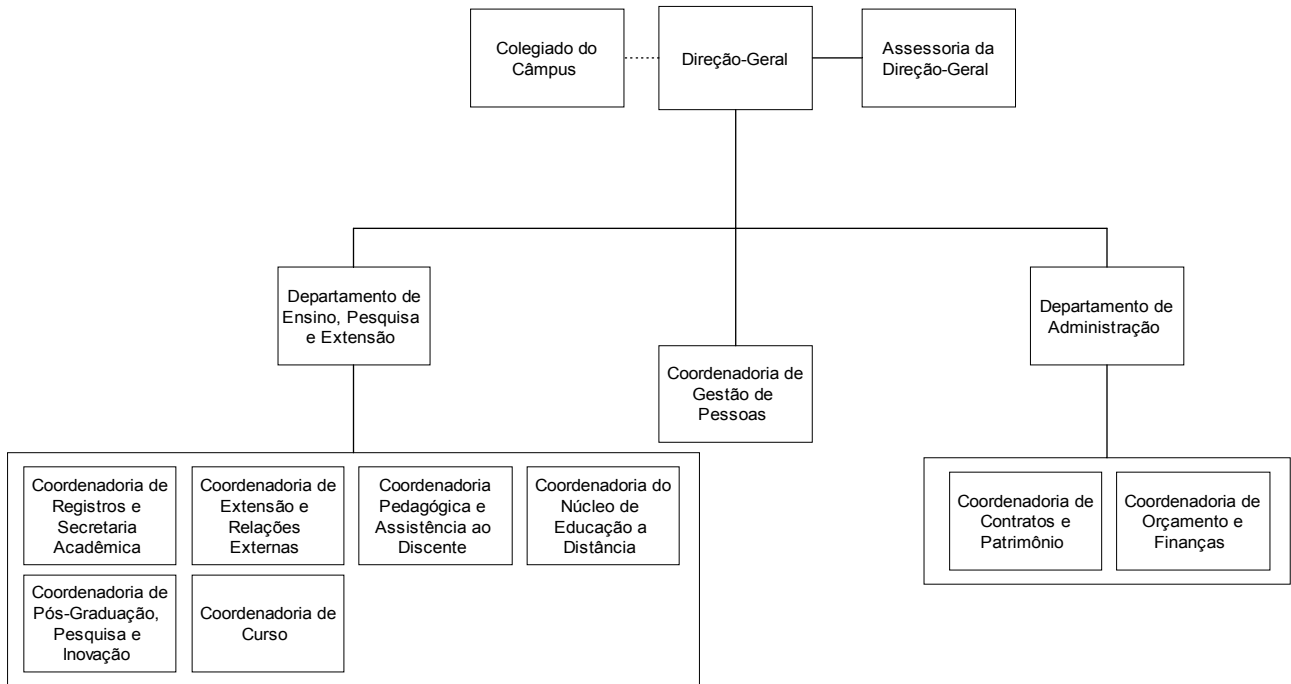 Colegiado do
Câmpus
Direção-Geral
Assessoria da
Direção-Geral
Departamento de
Ensino, Pesquisa
e Extensão
Coordenadoria de
Gestão de
Pessoas
Departamento de
Administração
Coordenadoria de
Registros e
Secretaria
Acadêmica
Coordenadoria de
Extensão e
Relações
Externas
Coordenadoria
Pedagógica e
Assistência ao
Discente
Coordenadoria do
Núcleo de
Educação a
Distância
Coordenadoria de
Pós-Graduação,
Pesquisa e
Inovação
Coordenadoria de
Curso
Coordenadoria de
Contratos e
Patrimônio
Coordenadoria de
Orçamento e
Finanças